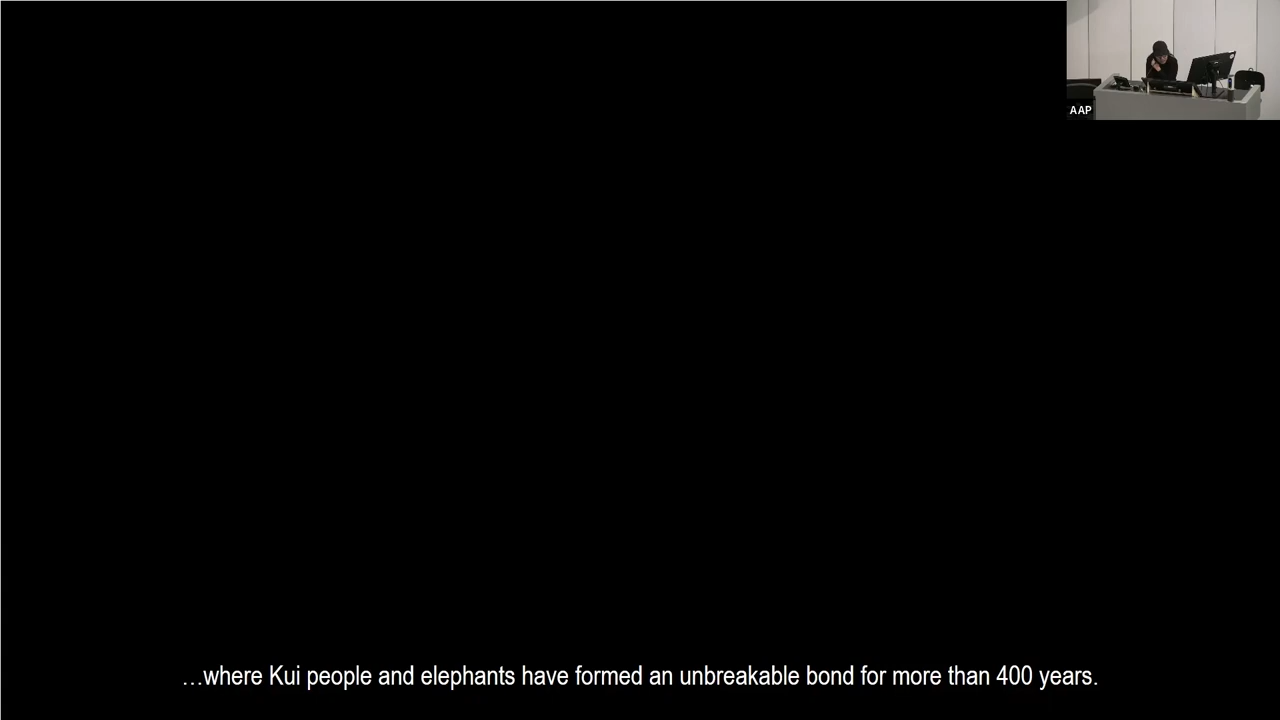 AAP
…where Kui people and elephants have formed an unbreakable bond for more than 400 years.